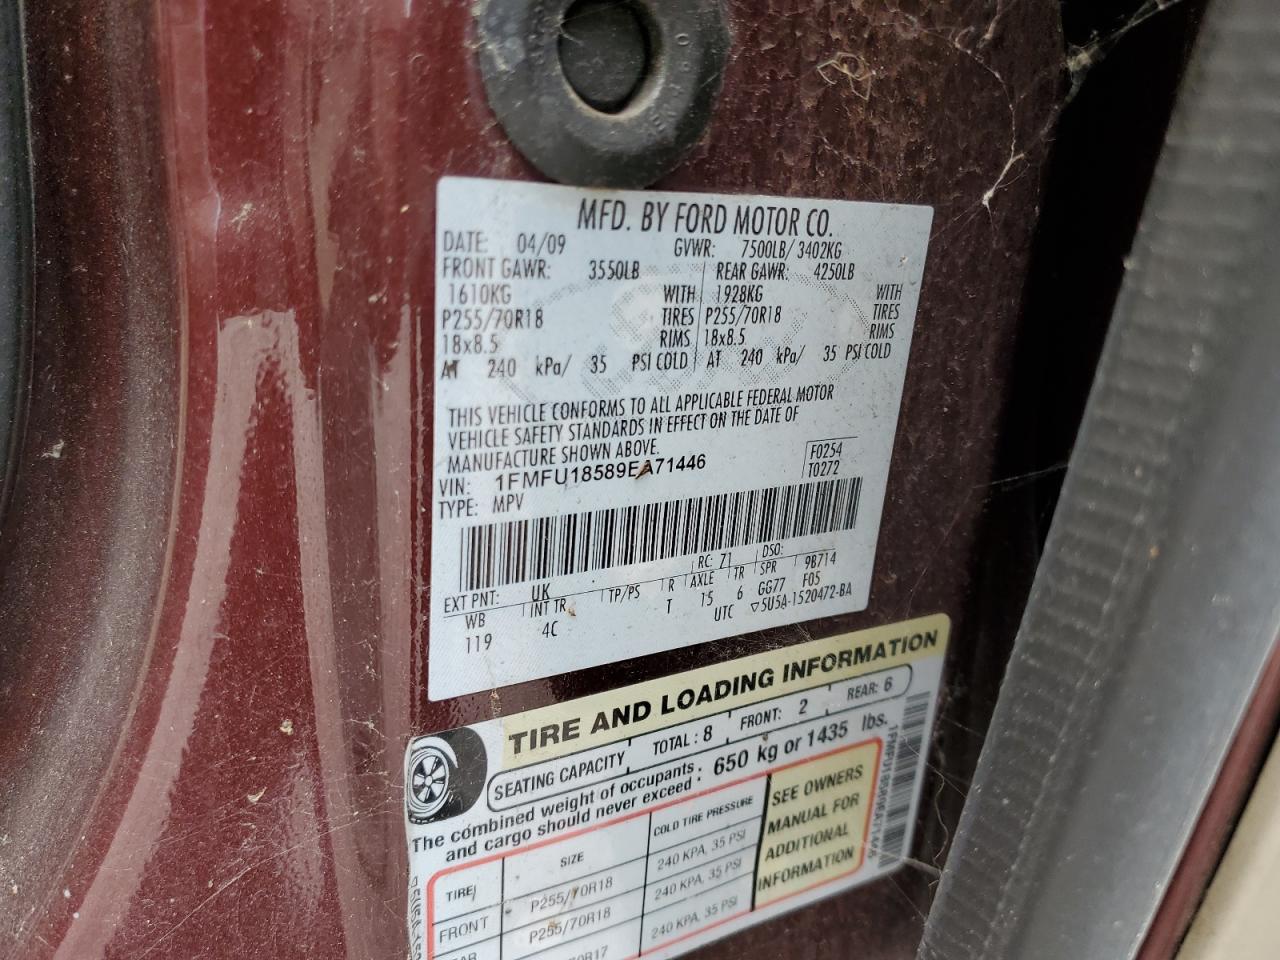 MFD. BY FORD MOTOR CO.
DATE: 04/09 GVWR: 7500LB/ 3402KG
FRONT GAWR: 3550LB REAR GAWR: 4250LB
1610KG WITH 1928KG WITH
P255/70R18 TIRES P255/70R18 TIRES
18x8.5 RIMS 18x8.5 RIMS
AT 240 kPa/ 35 PSI COLD AT 240 kPa/ 35 PSI COLD
THIS VEHICLE CONFORMS TO ALL APPLICABLE FEDERAL MOTOR
VEHICLE SAFETY STANDARDS IN EFFECT ON THE DATE OF
MANUFACTURE SHOWN ABOVE.
VIN: 1FMFU18589EA71446 F0254
TYPE: MPV T0272
EXT PNT: UK RC: 71 DSO:
WB INT TR TP/PS R AXLE TR SPR 9B714
119 4C T 15 6 GG77 F05
UTC ▽5U5A-1520472-BA
TIRE AND LOADING INFORMATION
SEATING CAPACITY TOTAL: 8 FRONT: 2 REAR: 6
The combined weight of occupants and cargo should never exceed : 650 kg or 1435 lbs.
TIRE SIZE COLD TIRE PRESSURE
FRONT P255/70R18 240 KPA, 35 PSI
P255/70R18 240 KPA, 35 PSI
240 KPA, 35 PSI
SEE OWNERS
MANUAL FOR
ADDITIONAL
INFORMATION
1FMFU18589EA71446